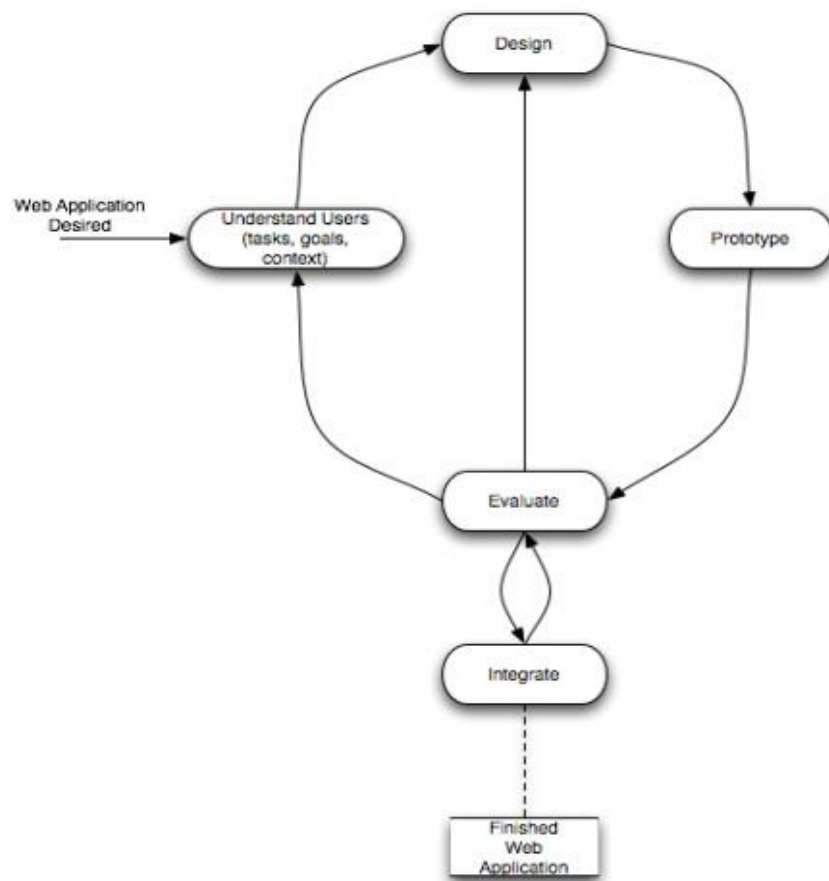 Design
Web Application
Desired
Understand Users
(tasks, goals,
context)
Prototype
Evaluate
Integrate
Finished
Web
Application